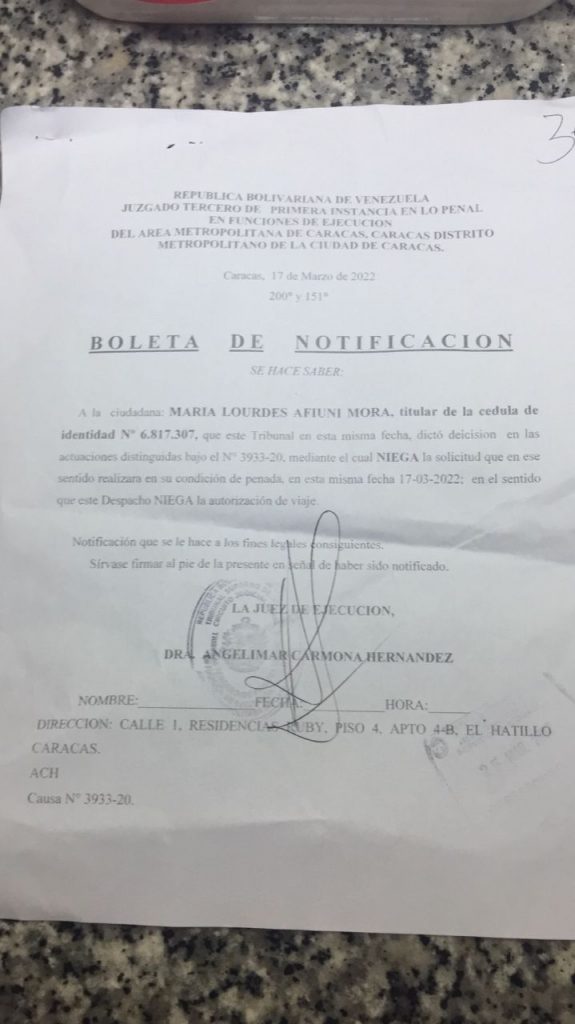 3
REPUBLICA BOLIVARIANA DE VENEZUELA
JUZGADO TERCERO DE PRIMERA INSTANCIA EN LO PENAL
EN FUNCIONES DE EJECUCION
DEL AREA METROPOLITANA DE CARACAS, CARACAS DISTRITO
METROPOLITANO DE LA CIUDAD DE CARACAS.
Caracas, 17 de Marzo de 2022
200° y 151°
BOLETA DE NOTIFICACION
SE HACE SABER:
A la ciudadana: MARIA LOURDES AFIUNI MORA, titular de la cedula de
identidad N° 6.817.307, que este Tribunal en esta misma fecha, dictó deicision en las
actuaciones distinguidas bajo el N° 3933-20, mediante el cual NIEGA la solicitud que en ese
sentido realizara en su condición de penada, en esta misma fecha 17-03-2022; en el sentido
que este Despacho NIEGA la autorización de viaje.
Notificación que se le hace a los fines legales consiguientes.
Sírvase firmar al pie de la presente en señal de haber sido notificado.
LA JUEZ DE EJECUCION,
DRA. ANGELIMAR CARMONA HERNANDEZ
NOMBRE:________________FECHA:____________HORA:______
DIRECCION: CALLE 1, RESIDENCIAS RUBY, PISO 4, APTO 4-B, EL HATILLO
CARACAS.
ACH
Causa N° 3933-20.